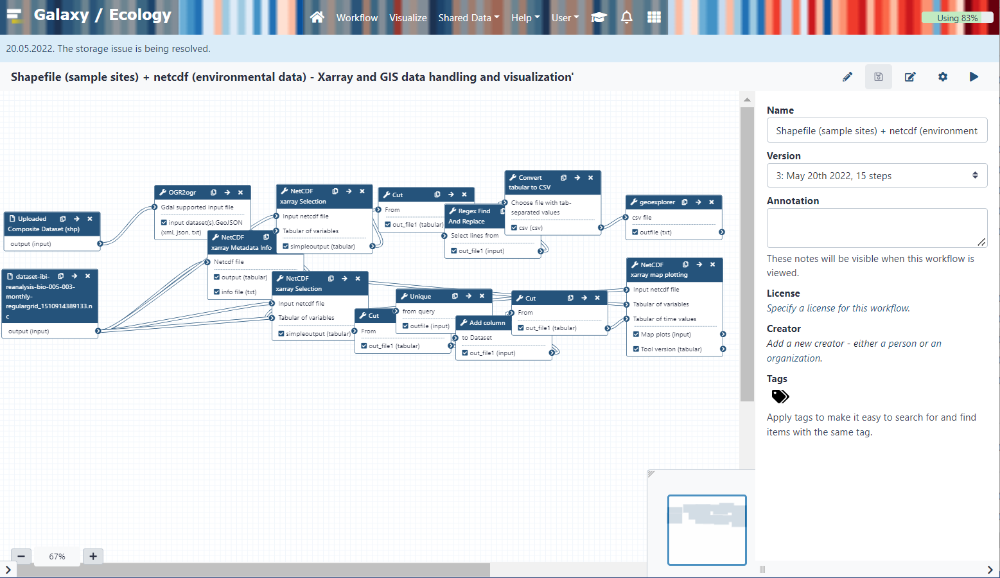 Galaxy / Ecology
Workflow
Visualize
Shared Data
Help
User
Using 83%
20.05.2022. The storage issue is being resolved.
Shapefile (sample sites) + netcdf (environmental data) - Xarray and GIS data handling and visualization'
Uploaded
Composite Dataset (shp)
output (input)
dataset-ibi-
reanalysis-bio-005-003-
monthly-
regulargrid_1510914389133.n
c
output (input)
OGR2ogr
Gdal supported input file
input dataset(s).GeoJSON
(xml, json, txt)
NetCDF
xarray Metadata Info
Netcdf file
output (tabular)
info file (txt)
NetCDF
xarray Selection
Input netcdf file
Tabular of variables
simpleoutput (tabular)
NetCDF
xarray Selection
Input netcdf file
Tabular of variables
simpleoutput (tabular)
Cut
From
out_file1 (tabular)
Regex Find
And Replace
Select lines from
out_file1 (input)
Convert
tabular to CSV
Choose file with tab-
separated values
csv (csv)
geoexplorer
csv file
outfile (txt)
Cut
From
out_file1 (tabular)
Unique
from query
outfile (input)
Add column
to Dataset
out_file1 (input)
Cut
From
out_file1 (tabular)
NetCDF
xarray map plotting
Input netcdf file
Tabular of variables
Tabular of time values
Map plots (input)
Tool version (tabular)
67%
Name
Shapefile (sample sites) + netcdf (environment
Version
3: May 20th 2022, 15 steps
Annotation
These notes will be visible when this workflow is
viewed.
License
Specify a license for this workflow.
Creator
Add a new creator - either a person or an
organization.
Tags
Apply tags to make it easy to search for and find
items with the same tag.